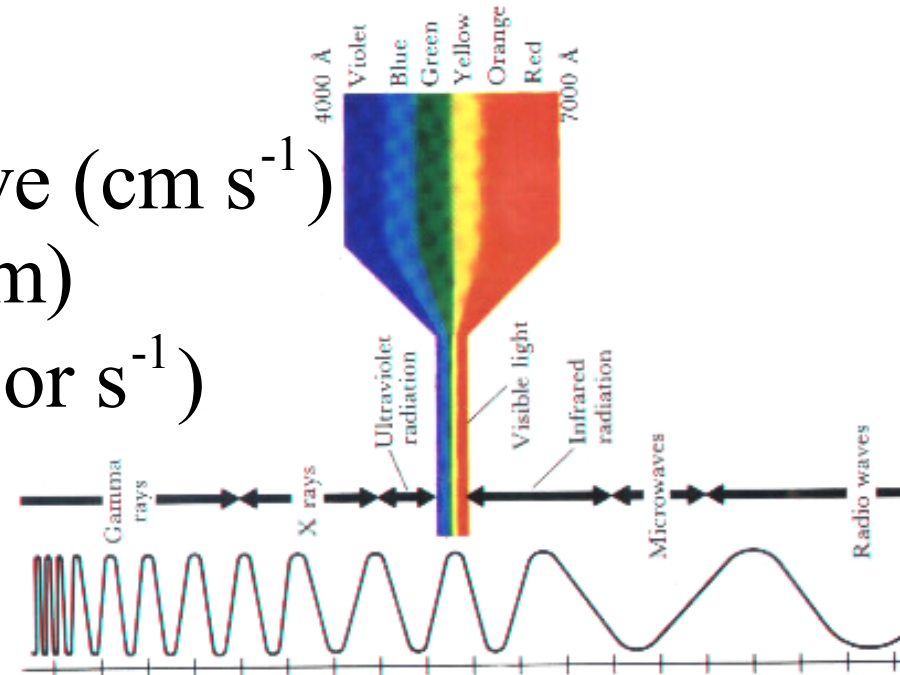 4000 Å
Violet
Blue
Green
Yellow
Orange
Red
7000 Å
(cm s-1)
m)
or s-1)
Ultraviolet
radiation
Visible light
Infrared
radiation
Gamma
rays
X rays
Microwaves
Radio waves